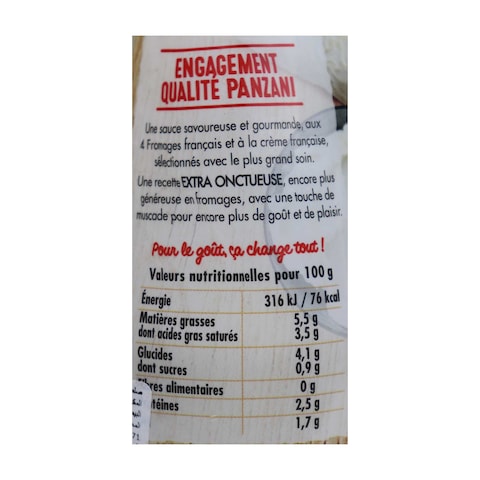 ENGAGEMENT
QUALITÉ PANZANI
Une sauce savoureuse et gourmande, aux
4 Fromages français et à la crème française,
sélectionnés avec le plus grand soin.
Une recette EXTRA ONCTUEUSE, encore plus
généreuse en fromages, avec une touche de
muscade pour encore plus de goût et de plaisir.
Pour le goût, ça change tout !
Valeurs nutritionnelles pour 100 g
Énergie 316 kJ / 76 kcal
Matières grasses 5,5 g
dont acides gras saturés 3,5 g
Glucides 4,1 g
dont sucres 0,9 g
bres alimentaires 0 g
téines 2,5 g
1,7 g